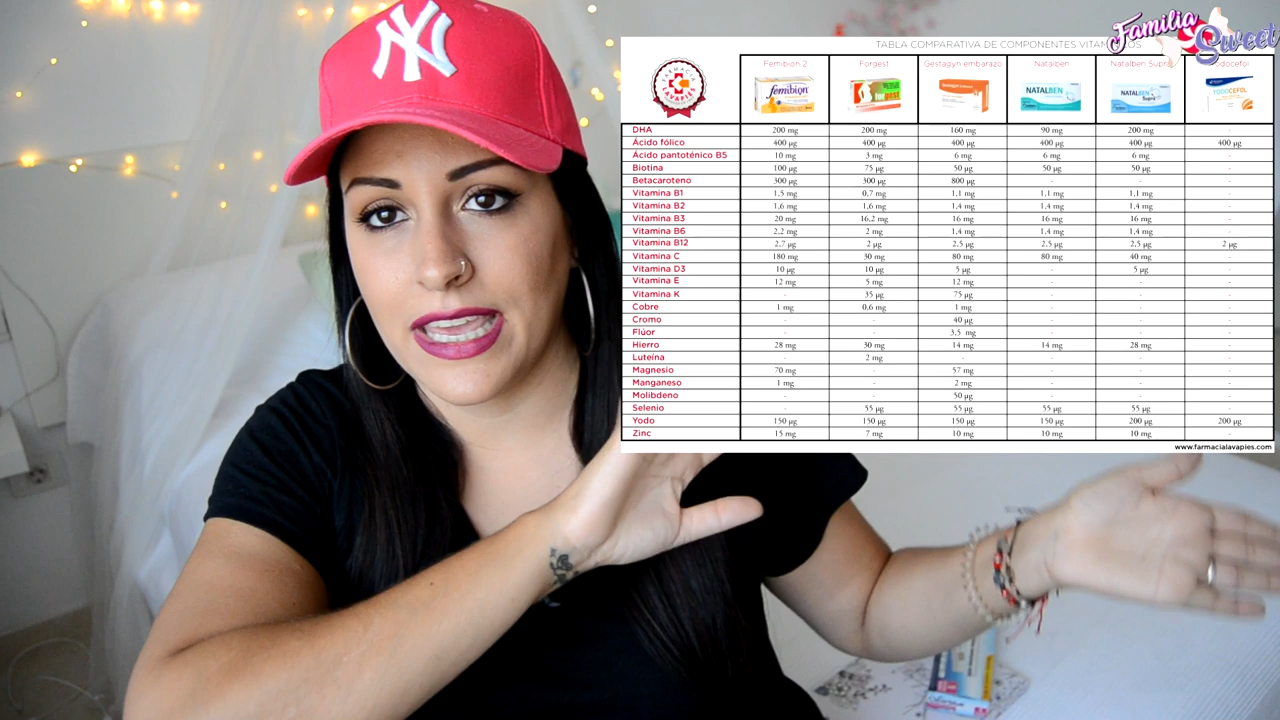 Familia
Sweet
NY
TABLA COMPARATIVA DE COMPONENTES VITAM
Femibion 2 Forgest Gestagyn embarazo Natalben Natalben Supra Todocefol
FARMACIA LAVAPIES
femibion NATALBEN NATALBEN Supra TODOCEFOL
DHA 200 mg 200 mg 160 mg 90 mg 200 mg -
Ácido fólico 400 µg 400 µg 400 µg 400 µg 400 µg 400 µg
Ácido pantoténico B5 10 mg 3 mg 6 mg 6 mg 6 mg -
Biotina 100 µg 75 µg 50 µg 50 µg 50 µg -
Betacaroteno 300 µg 300 µg 800 µg - - -
Vitamina B1 1,5 mg 0,7 mg 1,1 mg 1,1 mg 1,1 mg -
Vitamina B2 1,6 mg 1,6 mg 1,4 mg 1,4 mg 1,4 mg -
Vitamina B3 20 mg 16,2 mg 16 mg 16 mg 16 mg -
Vitamina B6 2,2 mg 2 mg 1,4 mg 1,4 mg 1,4 mg -
Vitamina B12 2,7 µg 2 µg 2,5 µg 2,5 µg 2,5 µg 2 µg
Vitamina C 180 mg 30 mg 80 mg 80 mg 40 mg -
Vitamina D3 10 µg 10 µg 5 µg - 5 µg -
Vitamina E 12 mg 5 mg 12 mg - - -
Vitamina K - 35 µg 75 µg - - -
Cobre 1 mg 0,6 mg 1 mg - - -
Cromo - - 40 µg - - -
Flúor - - 3,5 mg - - -
Hierro 28 mg 30 mg 14 mg 14 mg 28 mg -
Luteína - 2 mg - - - -
Magnesio 70 mg - 57 mg - - -
Manganeso 1 mg - 2 mg - - -
Molibdeno - - 50 µg - - -
Selenio - 55 µg 55 µg 55 µg 55 µg -
Yodo 150 µg 150 µg 150 µg 150 µg 200 µg 200 µg
Zinc 15 mg 7 mg 10 mg 10 mg 10 mg -
www.farmacialavapies.com